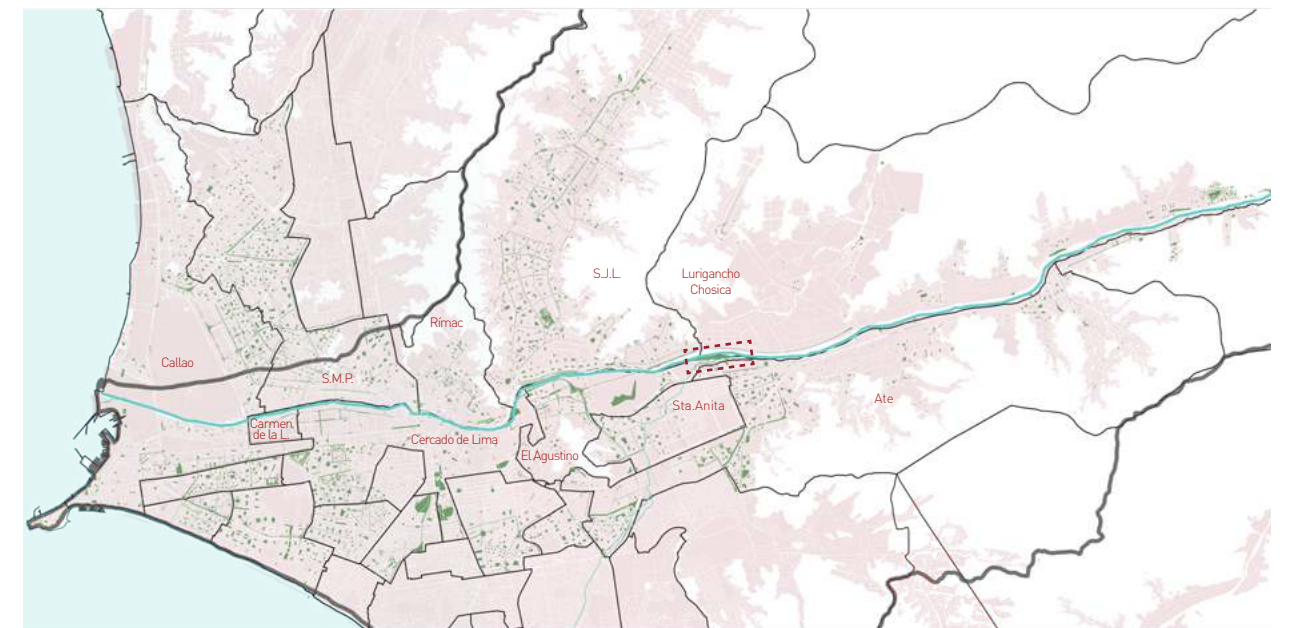 S.J.L.
Lurigancho
Chosica
Rímac
Callao
S.M.P.
Ate
Sta.Anita
Carmen
de la L.
Cercado de Lima
El Agustino